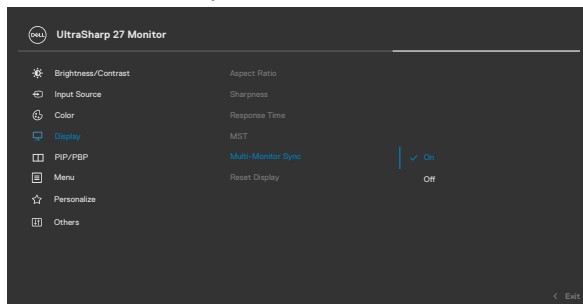 DELL UltraSharp 27 Monitor
Brightness/Contrast Aspect Ratio
Input Source Sharpness
Color Response Time
Display MST
PIP/PBP Multi-Monitor Sync On
Menu Reset Display Off
Personalize
Others
Exit